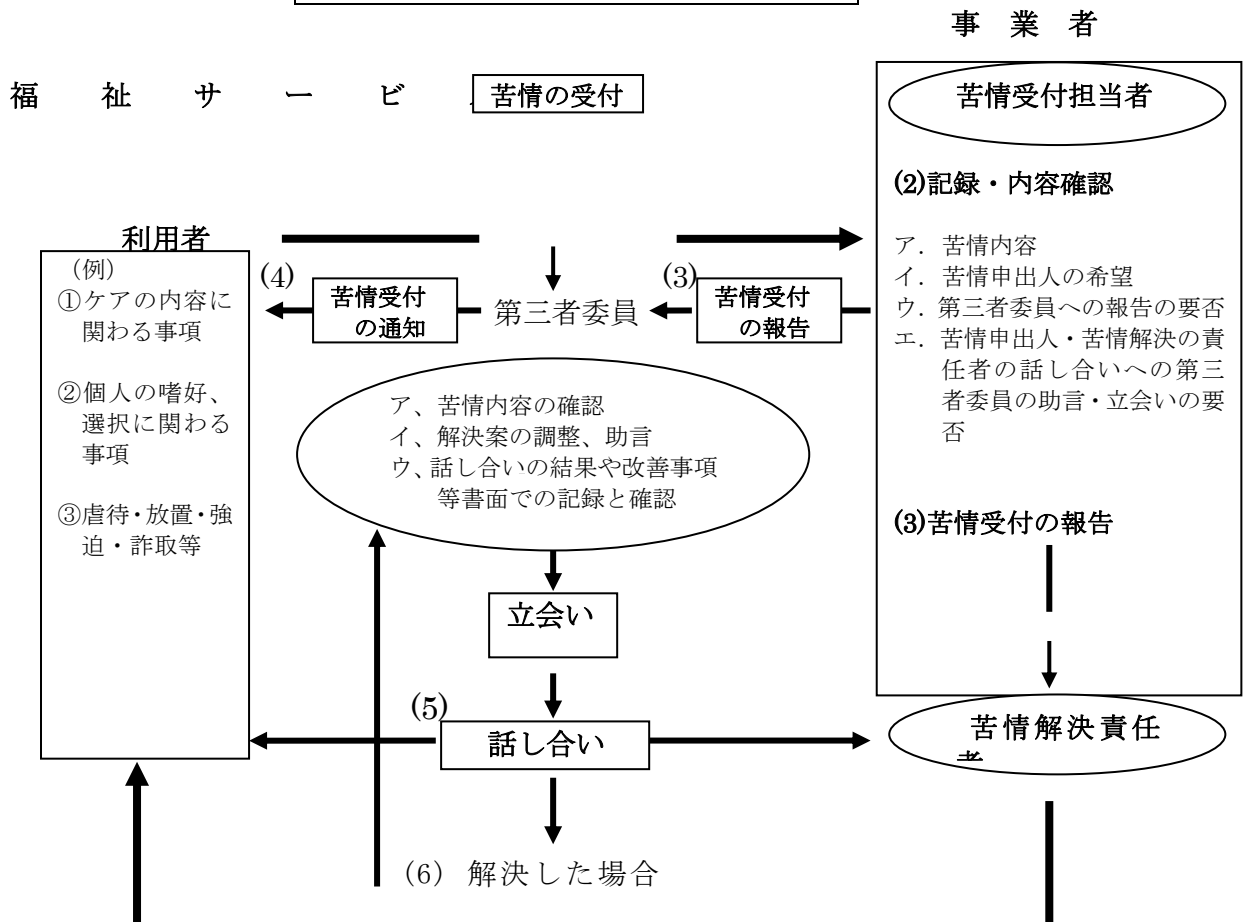 事 業 者
福 祉 サ ー ビ
苦情の受付
苦情受付担当者
(2)記録・内容確認
ア．苦情内容
イ．苦情申出人の希望
ウ．第三者委員への報告の要否
エ．苦情申出人・苦情解決の責
任者の話し合いへの第三
者委員の助言・立会いの要
否
(3)苦情受付の報告
利用者
（例）
①ケアの内容に
関わる事項
②個人の嗜好、
選択に関わる
事項
③虐待・放置・強
迫・詐取等
(4)
苦情受付
の通知
第三者委員
(3)
苦情受付
の報告
ア、苦情内容の確認
イ、解決案の調整、助言
ウ、話し合いの結果や改善事項
等書面での記録と確認
立会い
(5)
話し合い
苦情解決責任
(6) 解決した場合